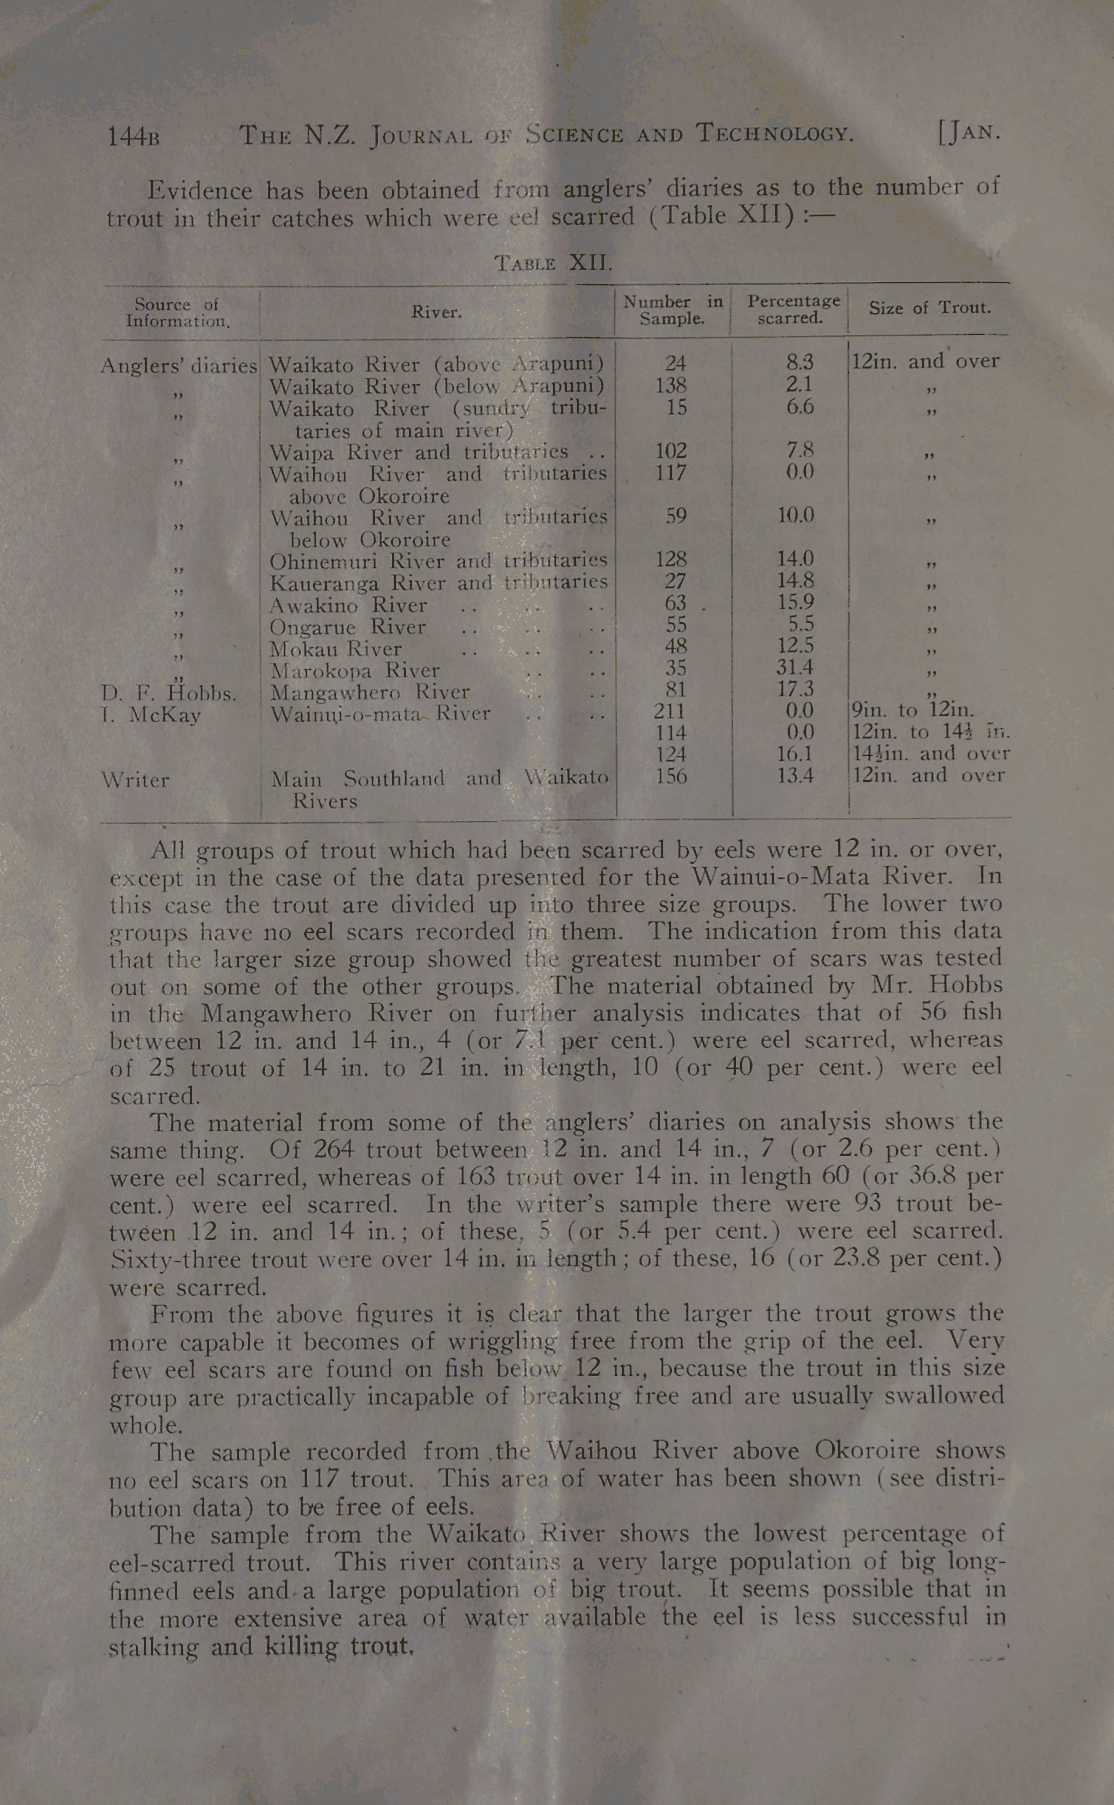 144B THE N.Z. JOURNAL OF SCIENCE AND TECHNOLOGY. [JAN.
Evidence has been obtained from anglers' diaries as to the number of
trout in their catches which were eel scarred (Table XII) :—
TABLE XII.
Source of Information. River. Number in Sample. Percentage scarred. Size of Trout.
Anglers' diaries Waikato River (above Arapuni) 24 8.3 12in. and over
,, Waikato River (below Arapuni) 138 2.1 ,,
,, Waikato River (sundry tribu- 15 6.6 ,,
taries of main river)
,, Waipa River and tributaries .. 102 7.8 ,,
,, Waihou River and tributaries 117 0.0 ,,
above Okoroire
,, Waihou River and tributaries 59 10.0 ,,
below Okoroire
,, Ohinemuri River and tributaries 128 14.0 ,,
,, Kaueranga River and tributaries 27 14.8 ,,
,, Awakino River .. .. .. 63 15.9 ,,
,, Ongarue River .. .. .. 55 5.5 ,,
,, Mokau River .. .. .. 48 12.5 ,,
,, Marokopa River .. .. 35 31.4 ,,
D. F. Hobbs. Mangawhero River .. .. 81 17.3 ,,
I. McKay Wainui-o-mata River .. .. 211 0.0 9in. to 12in.
114 0.0 12in. to 14½ in.
124 16.1 14½in. and over
Writer Main Southland and Waikato 156 13.4 12in. and over
Rivers
All groups of trout which had been scarred by eels were 12 in. or over,
except in the case of the data presented for the Wainui-o-Mata River. In
this case the trout are divided up into three size groups. The lower two
groups have no eel scars recorded in them. The indication from this data
that the larger size group showed the greatest number of scars was tested
out on some of the other groups. The material obtained by Mr. Hobbs
in the Mangawhero River on further analysis indicates that of 56 fish
between 12 in. and 14 in., 4 (or 7.1 per cent.) were eel scarred, whereas
of 25 trout of 14 in. to 21 in. in length, 10 (or 40 per cent.) were eel
scarred.
The material from some of the anglers' diaries on analysis shows the
same thing. Of 264 trout between 12 in. and 14 in., 7 (or 2.6 per cent.)
were eel scarred, whereas of 163 trout over 14 in. in length 60 (or 36.8 per
cent.) were eel scarred. In the writer's sample there were 93 trout be-
tween 12 in. and 14 in.; of these, 5 (or 5.4 per cent.) were eel scarred.
Sixty-three trout were over 14 in. in length; of these, 16 (or 23.8 per cent.)
were scarred.
From the above figures it is clear that the larger the trout grows the
more capable it becomes of wriggling free from the grip of the eel. Very
few eel scars are found on fish below 12 in., because the trout in this size
group are practically incapable of breaking free and are usually swallowed
whole.
The sample recorded from the Waihou River above Okoroire shows
no eel scars on 117 trout. This area of water has been shown (see distri-
bution data) to be free of eels.
The sample from the Waikato River shows the lowest percentage of
eel-scarred trout. This river contains a very large population of big long-
finned eels and a large population of big trout. It seems possible that in
the more extensive area of water available the eel is less successful in
stalking and killing trout.